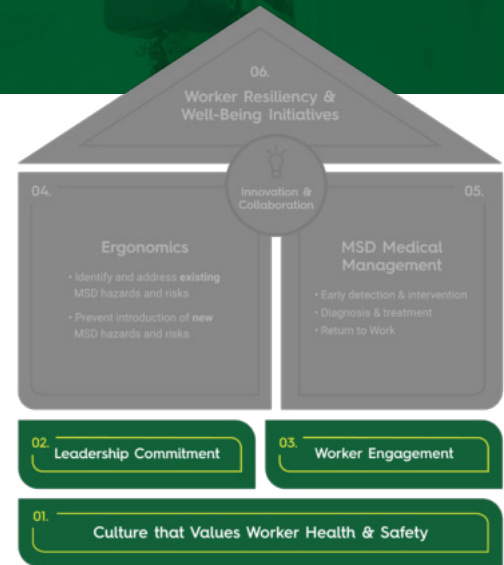 06.
Worker Resiliency &
Well-Being Initiatives
Innovation &
Collaboration
04.
Ergonomics
• Identify and address existing
MSD hazards and risks
• Prevent introduction of new
MSD hazards and risks
05.
MSD Medical
Management
• Early detection & intervention
• Diagnosis & treatment
• Return to Work
02.
Leadership Commitment
03.
Worker Engagement
01.
Culture that Values Worker Health & Safety